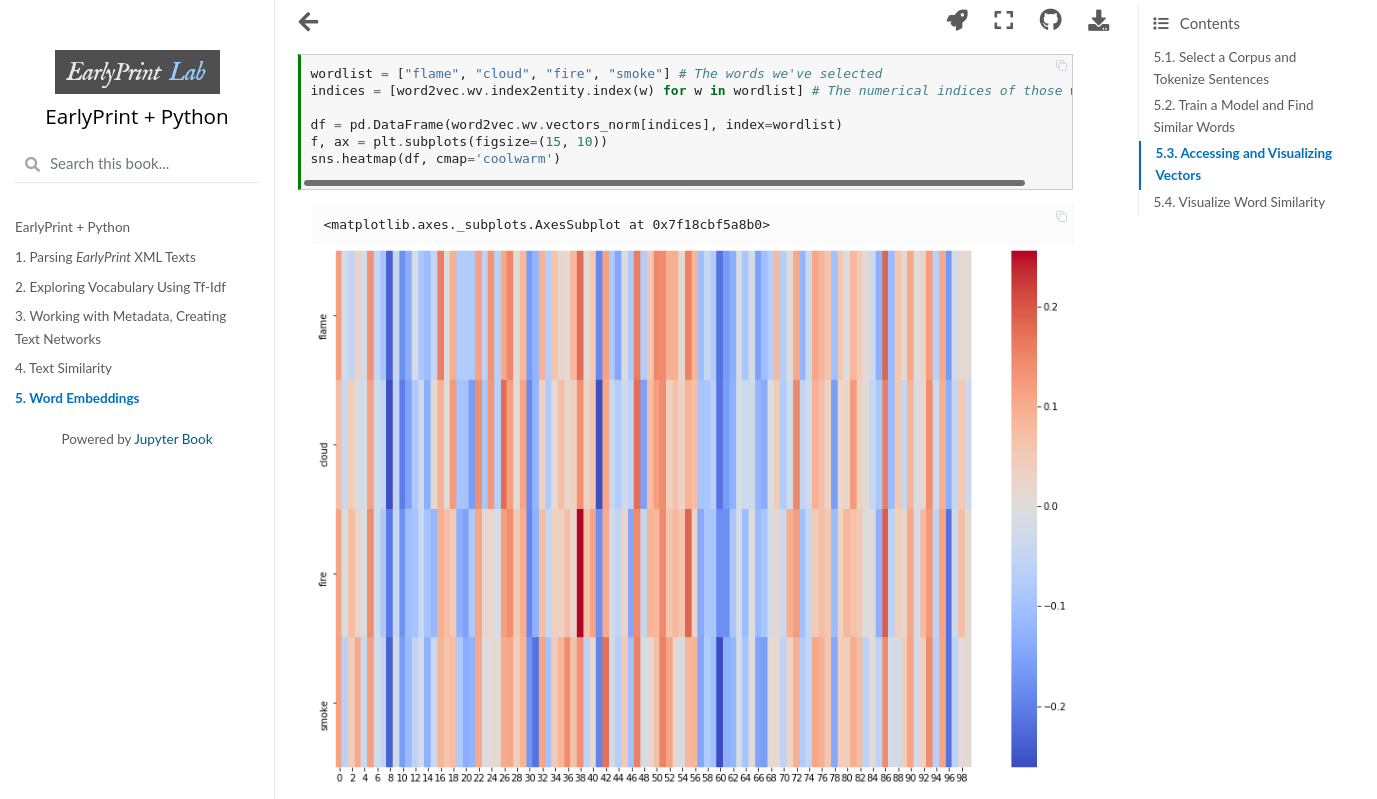 EarlyPrint Lab
EarlyPrint + Python
Search this book...
EarlyPrint + Python
1. Parsing EarlyPrint XML Texts
2. Exploring Vocabulary Using Tf-Idf
3. Working with Metadata, Creating
Text Networks
4. Text Similarity
5. Word Embeddings
Powered by Jupyter Book
wordlist = ["flame", "cloud", "fire", "smoke"] # The words we've selected
indices = [word2vec.wv.index2entity.index(w) for w in wordlist] # The numerical indices of those
df = pd.DataFrame(word2vec.wv.vectors_norm[indices], index=wordlist)
f, ax = plt.subplots(figsize=(15, 10))
sns.heatmap(df, cmap='coolwarm')
<matplotlib.axes._subplots.AxesSubplot at 0x7f18cbf5a8b0>
flame
cloud
fire
smoke
0 2 4 6 8 10 12 14 16 18 20 22 24 26 28 30 32 34 36 38 40 42 44 46 48 50 52 54 56 58 60 62 64 66 68 70 72 74 76 78 80 82 84 86 88 90 92 94 96 98
0.2
0.1
0.0
−0.1
−0.2
Contents
5.1. Select a Corpus and
Tokenize Sentences
5.2. Train a Model and Find
Similar Words
5.3. Accessing and Visualizing
Vectors
5.4. Visualize Word Similarity